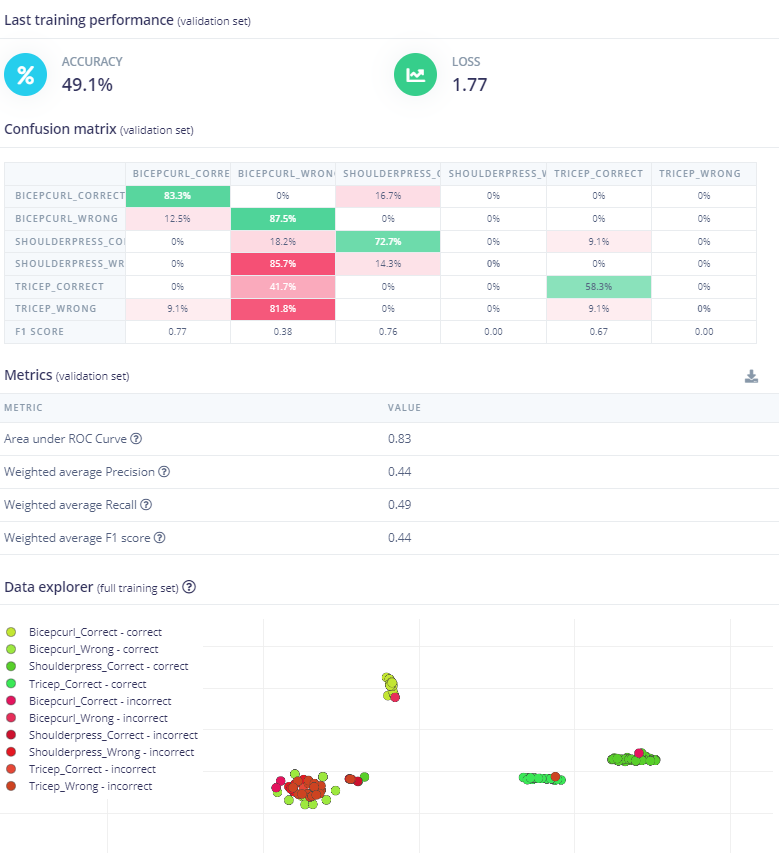 Last training performance (validation set)
% ACCURACY 49.1%
LOSS 1.77
Confusion matrix (validation set)
BICEPCURL_CORRE BICEPCURL_WRON SHOULDERPRESS_C SHOULDERPRESS_W TRICEP_CORRECT TRICEP_WRONG
BICEPCURL_CORRECT 83.3% 0% 16.7% 0% 0% 0%
BICEPCURL_WRONG 12.5% 87.5% 0% 0% 0% 0%
SHOULDERPRESS_CO 0% 18.2% 72.7% 0% 9.1% 0%
SHOULDERPRESS_WR 0% 85.7% 14.3% 0% 0% 0%
TRICEP_CORRECT 0% 41.7% 0% 0% 58.3% 0%
TRICEP_WRONG 9.1% 81.8% 0% 0% 9.1% 0%
F1 SCORE 0.77 0.38 0.76 0.00 0.67 0.00
Metrics (validation set)
METRIC VALUE
Area under ROC Curve ? 0.83
Weighted average Precision ? 0.44
Weighted average Recall ? 0.49
Weighted average F1 score ? 0.44
Data explorer (full training set) ?
Bicepcurl_Correct - correct
Bicepcurl_Wrong - correct
Shoulderpress_Correct - correct
Tricep_Correct - correct
Bicepcurl_Correct - incorrect
Bicepcurl_Wrong - incorrect
Shoulderpress_Correct - incorrect
Shoulderpress_Wrong - incorrect
Tricep_Correct - incorrect
Tricep_Wrong - incorrect